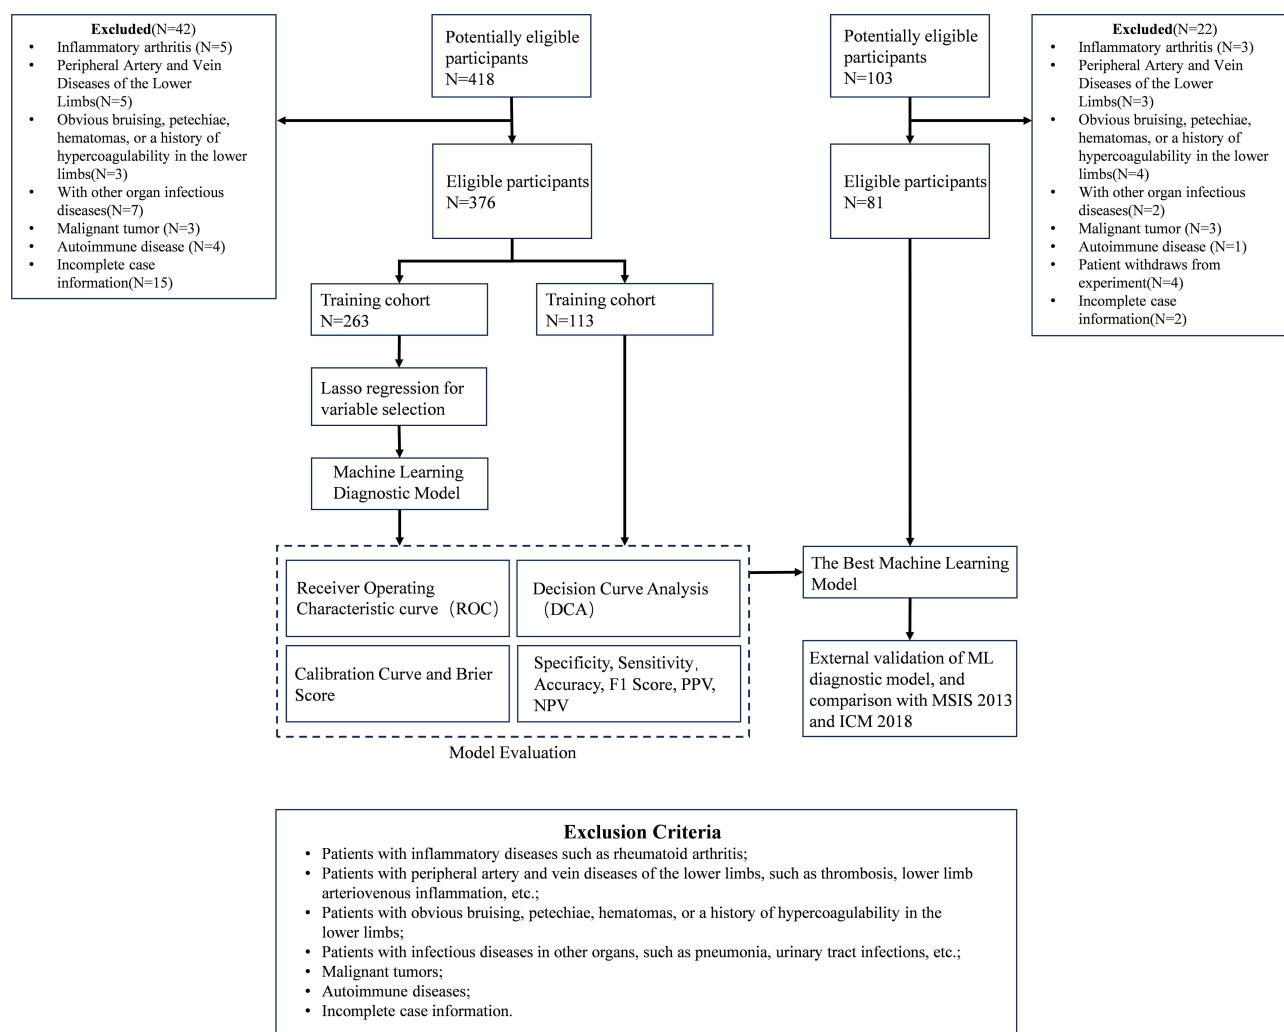 Excluded(N=42)
• Inflammatory arthritis (N=5)
• Peripheral Artery and Vein
Diseases of the Lower
Limbs(N=5)
• Obvious bruising, petechiae,
hematomas, or a history of
hypercoagulability in the lower
limbs(N=3)
• With other organ infectious
diseases(N=7)
• Malignant tumor (N=3)
• Autoimmune disease (N=4)
• Incomplete case
information(N=15)
Potentially eligible
participants
N=418
Potentially eligible
participants
N=103
Excluded(N=22)
• Inflammatory arthritis (N=3)
• Peripheral Artery and Vein
Diseases of the Lower
Limbs(N=3)
• Obvious bruising, petechiae,
hematomas, or a history of
hypercoagulability in the lower
limbs(N=4)
• With other organ infectious
diseases(N=2)
• Malignant tumor (N=3)
• Autoimmune disease (N=1)
• Patient withdraws from
experiment(N=4)
• Incomplete case
information(N=2)
Eligible participants
N=376
Eligible participants
N=81
Training cohort
N=263
Training cohort
N=113
Lasso regression for
variable selection
Machine Learning
Diagnostic Model
Receiver Operating
Characteristic curve（ROC）
Decision Curve Analysis
（DCA）
Calibration Curve and Brier
Score
Specificity, Sensitivity,
Accuracy, F1 Score, PPV,
NPV
Model Evaluation
The Best Machine Learning
Model
External validation of ML
diagnostic model, and
comparison with MSIS 2013
and ICM 2018
Exclusion Criteria
• Patients with inflammatory diseases such as rheumatoid arthritis;
• Patients with peripheral artery and vein diseases of the lower limbs, such as thrombosis, lower limb
arteriovenous inflammation, etc.;
• Patients with obvious bruising, petechiae, hematomas, or a history of hypercoagulability in the
lower limbs;
• Patients with infectious diseases in other organs, such as pneumonia, urinary tract infections, etc.;
• Malignant tumors;
• Autoimmune diseases;
• Incomplete case information.